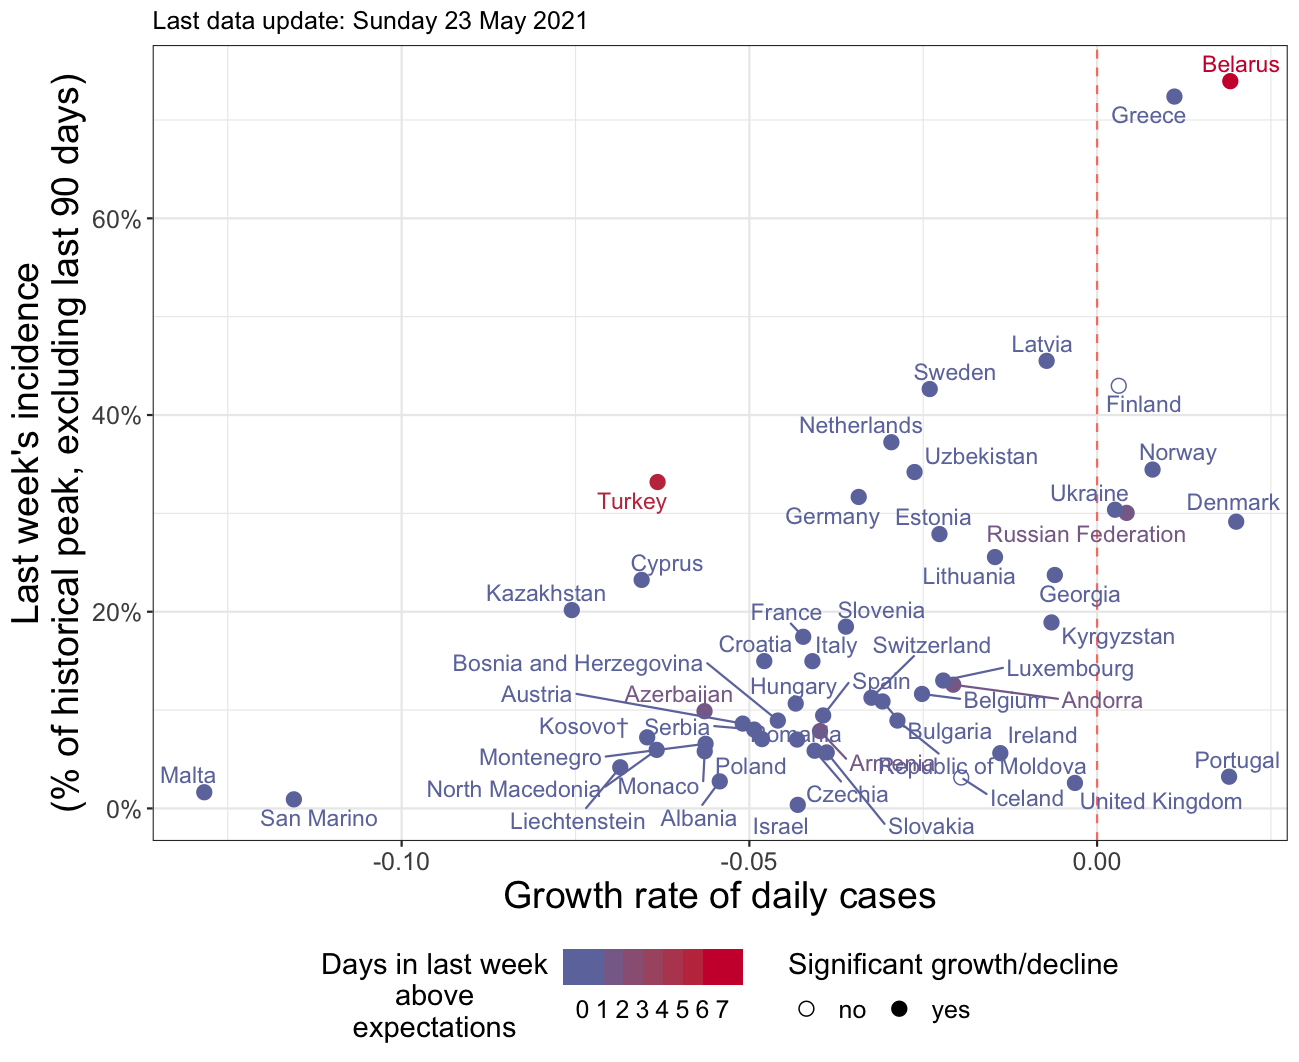 Last data update: Sunday 23 May 2021
Last week's incidence
(% of historical peak, excluding last 90 days)
60%
40%
20%
0%
Belarus
Greece
Latvia
Sweden
Finland
Netherlands
Norway
Uzbekistan
Ukraine
Turkey
Denmark
Germany
Estonia
Russian Federation
Cyprus
Lithuania
Kazakhstan
Georgia
France
Slovenia
Kyrgyzstan
Croatia
Italy
Switzerland
Bosnia and Herzegovina
Luxembourg
Austria
Azerbaijan
Hungary
Spain
Belgium
Andorra
Kosovo†
Serbia
Romania
Bulgaria
Ireland
Montenegro
Poland
Armenia
Republic of Moldova
Portugal
Malta
North Macedonia
Monaco
Czechia
Iceland
United Kingdom
San Marino
Liechtenstein
Albania
Israel
Slovakia
-0.10
-0.05
0.00
Growth rate of daily cases
Days in last week
above
expectations
0 1 2 3 4 5 6 7
Significant growth/decline
no
yes